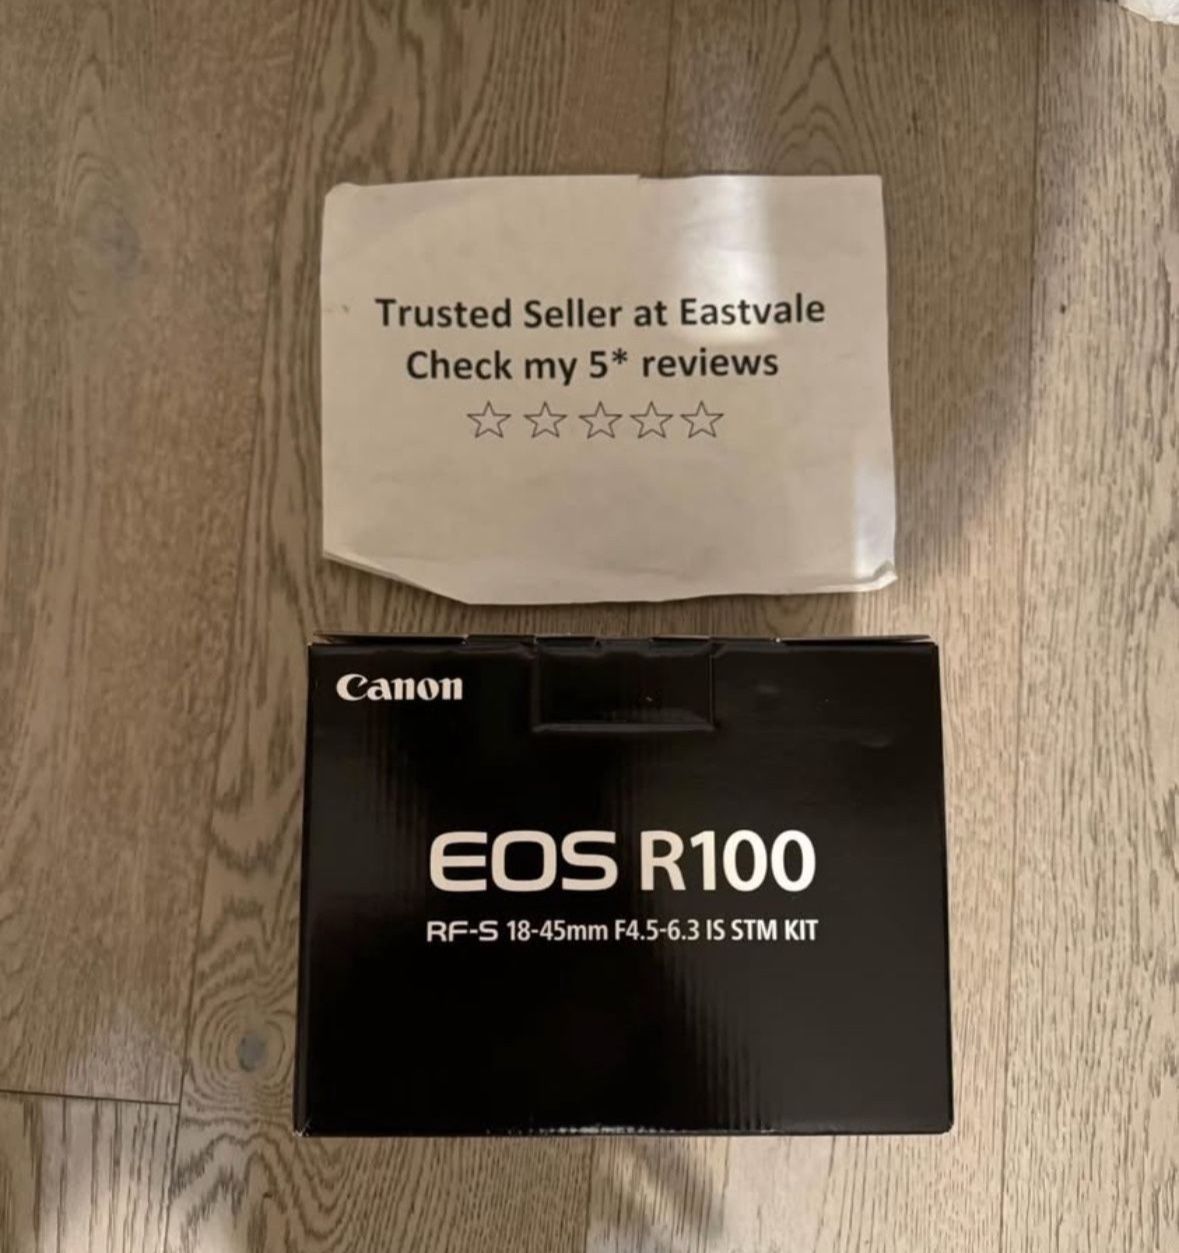 Trusted Seller at Eastvale
Check my 5* reviews
☆☆☆☆☆
Canon
EOS R100
RF-S 18-45mm F4.5-6.3 IS STM KIT